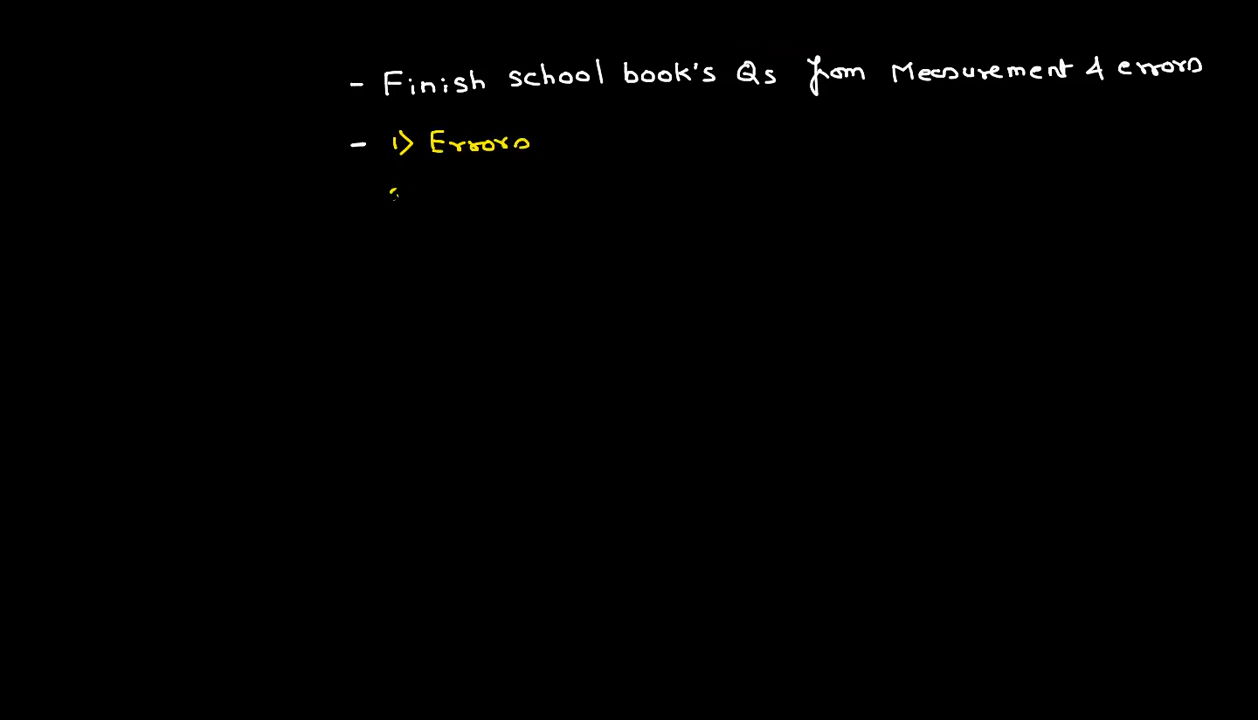 - Finish school book's Qs from Measurement & errors
- 1) Errors